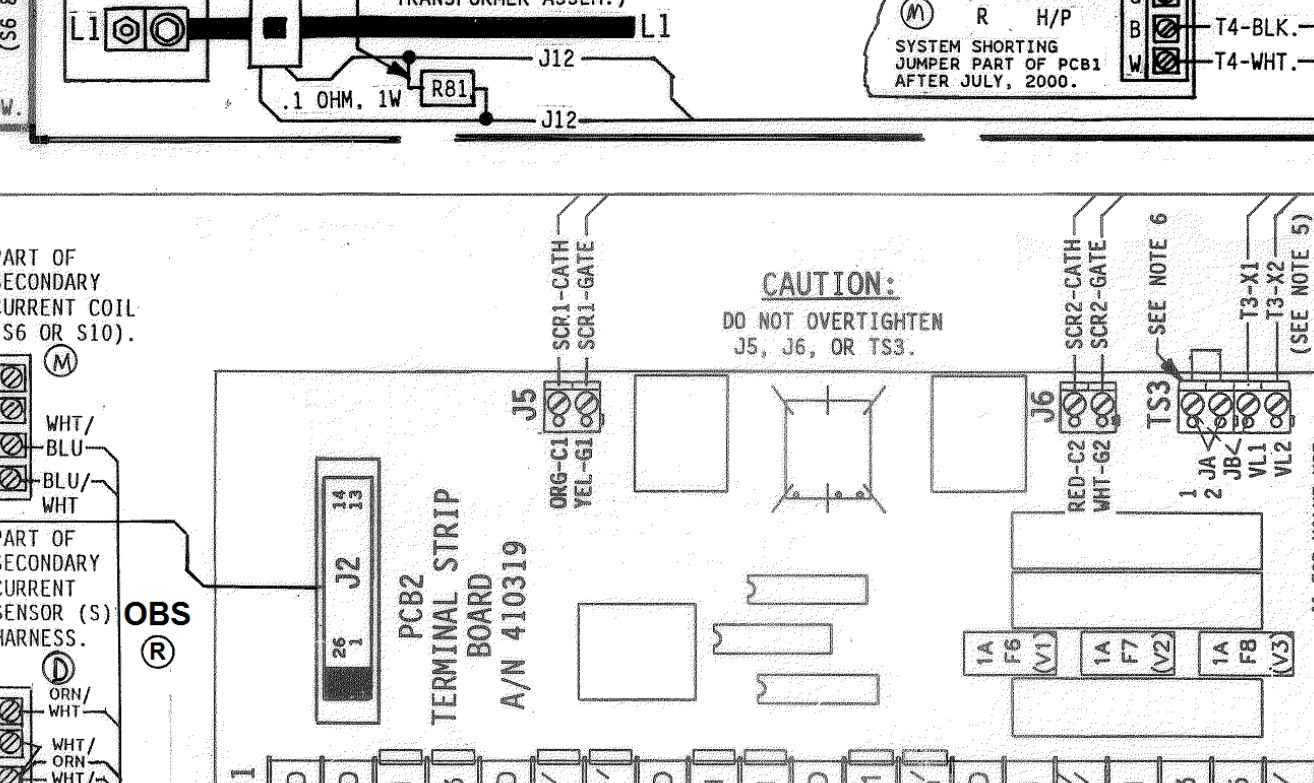 TRANSFORMER ASSEM.)
L1
L1
J12
R81
.1 OHM, 1W
J12
W.
M
R H/P
SYSTEM SHORTING
JUMPER PART OF PCB1
AFTER JULY, 2000.
B T4-BLK.
W T4-WHT.
PART OF
SECONDARY
CURRENT COIL
(S6 OR S10).
M
WHT/
BLU
BLU/
WHT
PART OF
SECONDARY
CURRENT
SENSOR (S)
HARNESS.
D
OBS
R
ORN/
WHT
WHT/
ORN
WHT/
SCR1-CATH
SCR1-GATE
CAUTION:
DO NOT OVERTIGHTEN
J5, J6, OR TS3.
SCR2-CATH
SCR2-GATE
SEE NOTE 6
T3-X1
T3-X2
(SEE NOTE 5)
J5
ORG-C1
YEL-G1
J6
RED-C2
WHT-G2
TS3
1
2
JA
JB
VL1
VL2
14
13
J2
26
1
PCB2
TERMINAL STRIP
BOARD
A/N 410319
1A
F6
(V1)
1A
F7
(V2)
1A
F8
(V3)
1